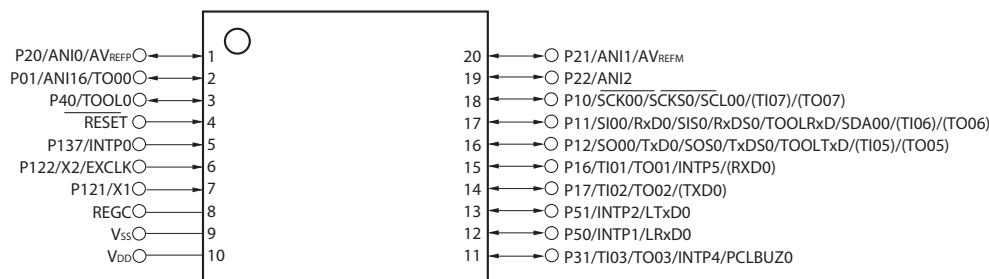 P20/ANI0/AVREFP 1
P01/ANI16/TO00 2
P40/TOOL0 3
RESET 4
P137/INTP0 5
P122/X2/EXCLK 6
P121/X1 7
REGC 8
VSS 9
VDD 10
20 P21/ANI1/AVREFM
19 P22/ANI2
18 P10/SCK00/SCKS0/SCL00/(TI07)/(TO07)
17 P11/SI00/RxD0/SIS0/RxDS0/TOOLRxD/SDA00/(TI06)/(TO06)
16 P12/SO00/TxD0/SOS0/TxDS0/TOOLTxD/(TI05)/(TO05)
15 P16/TI01/TO01/INTP5/(RXD0)
14 P17/TI02/TO02/(TXD0)
13 P51/INTP2/LTxD0
12 P50/INTP1/LRxD0
11 P31/TI03/TO03/INTP4/PCLBUZ0